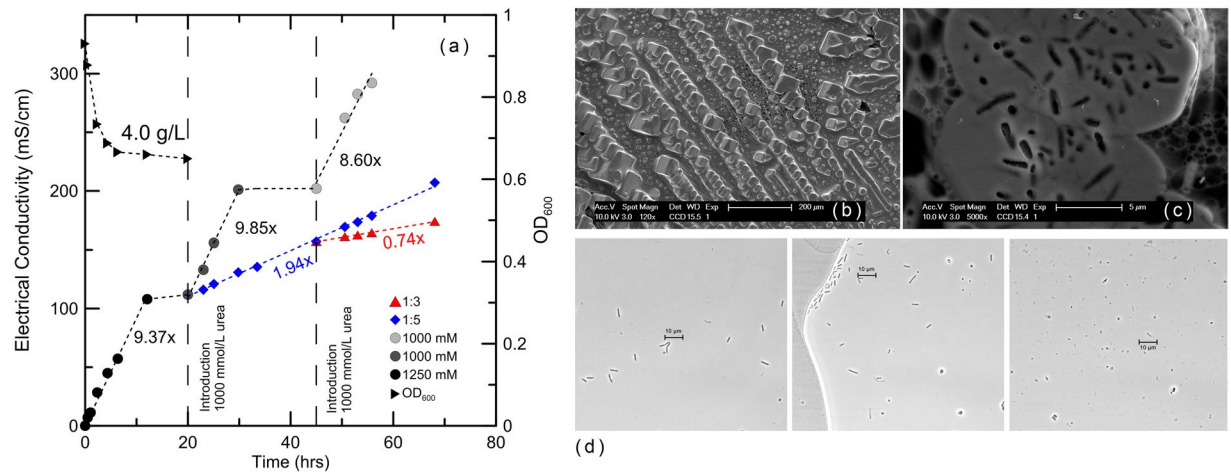 (a)
Electrical Conductivity (mS/cm)
300
200
100
0
4.0 g/L
9.37x
9.85x
8.60x
1.94x
0.74x
Introduction
1000 mmol/L urea
Introduction
1000 mmol/L urea
1:3
1:5
1000 mM
1000 mM
1250 mM
OD600
0 20 40 60 80
Time (hrs)
1
0.8
0.6
0.4
0.2
0
OD600
Acc.V Spot Magn Det WD Exp
10.0 kV 3.0 120x CCD 15.5 1
200 µm
(b)
Acc.V Spot Magn Det WD Exp
10.0 kV 3.0 5000x CCD 15.4 1
5 µm
(c)
10 µm
10 µm
10 µm
(d)